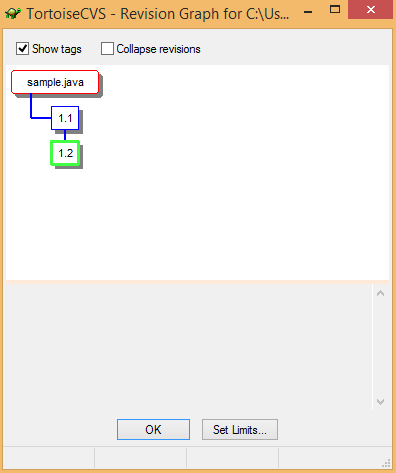 TortoiseCVS - Revision Graph for C:\Us...
Show tags
Collapse revisions
sample.java
1.1
1.2
OK
Set Limits...